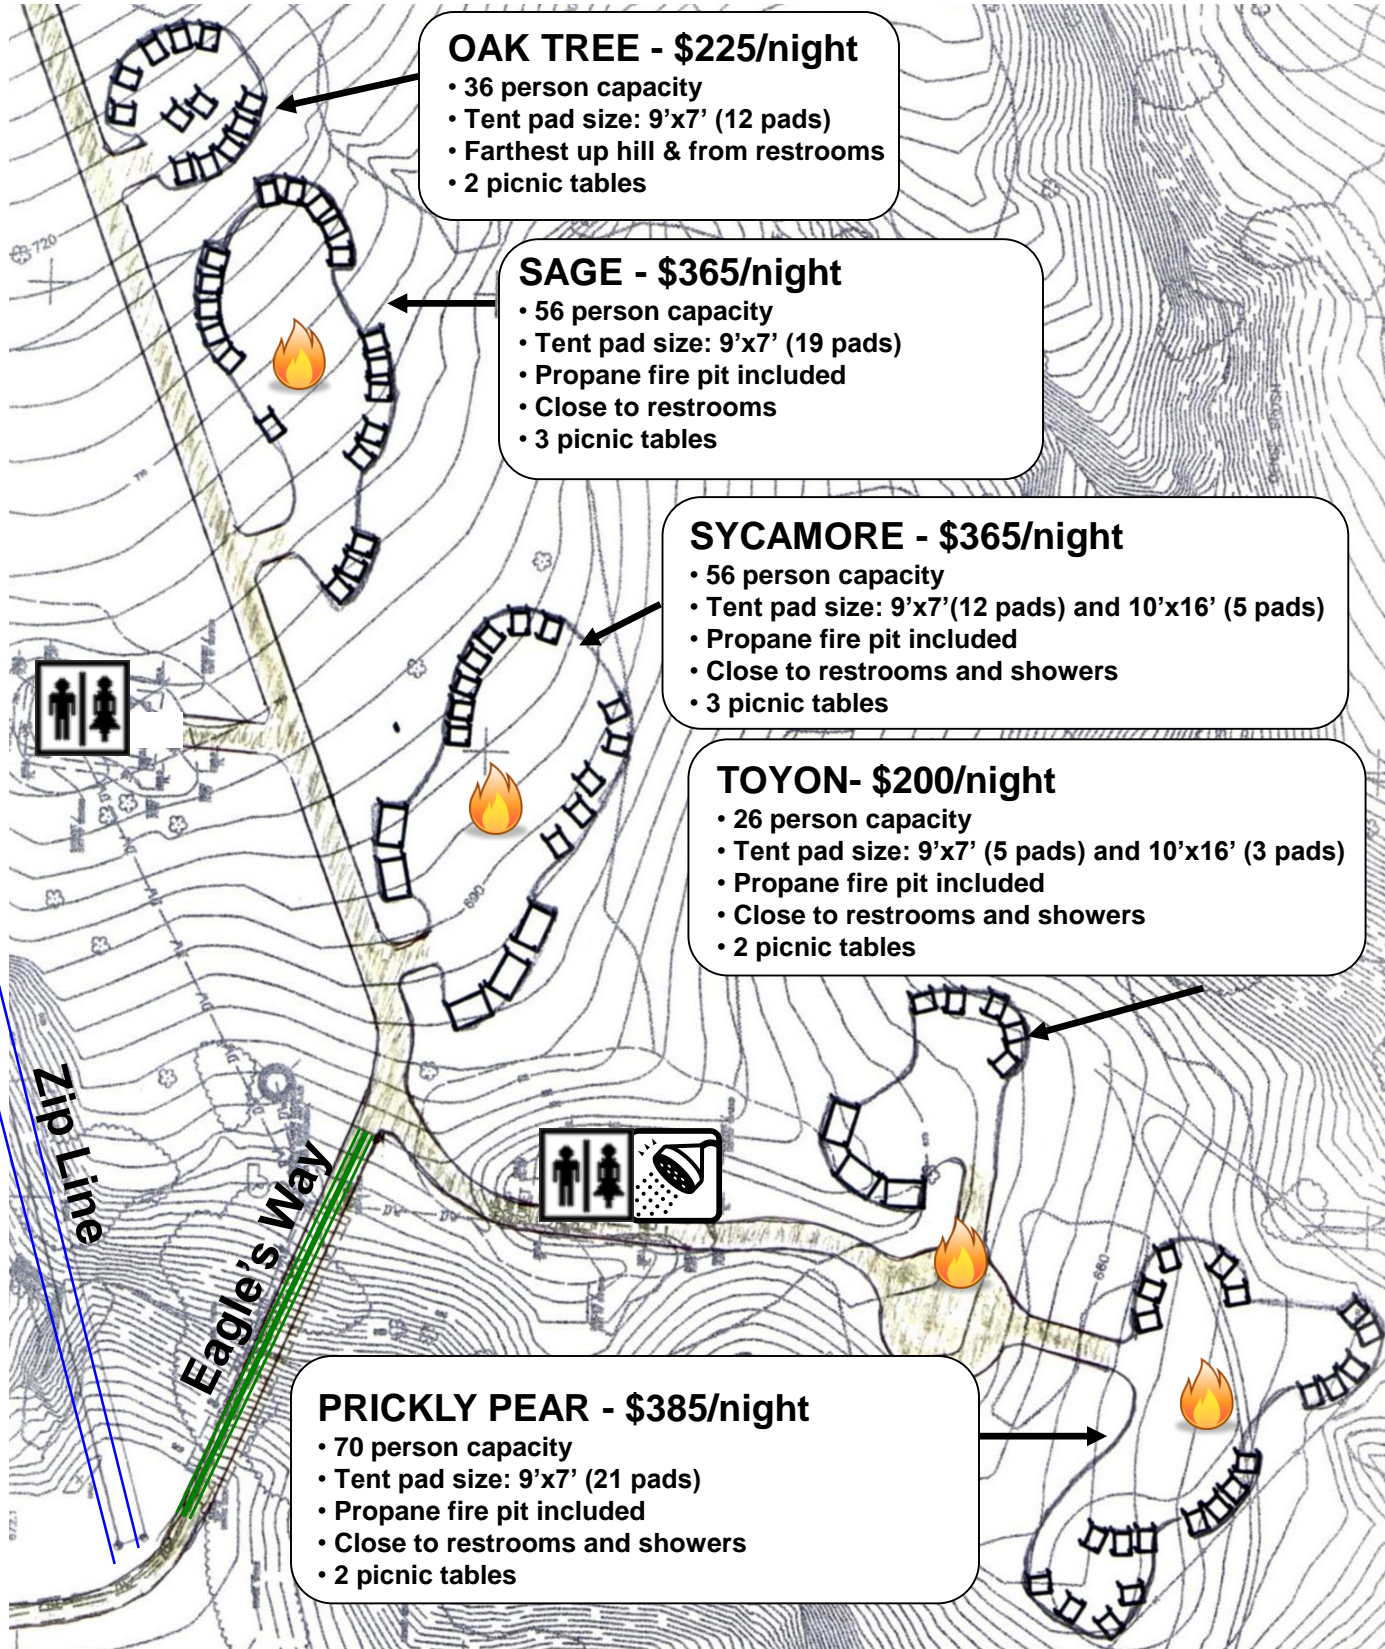 OAK TREE - $225/night
• 36 person capacity
• Tent pad size: 9’x7’ (12 pads)
• Farthest up hill & from restrooms
• 2 picnic tables
720
SAGE - $365/night
• 56 person capacity
• Tent pad size: 9’x7’ (19 pads)
• Propane fire pit included
• Close to restrooms
• 3 picnic tables
SYCAMORE - $365/night
• 56 person capacity
• Tent pad size: 9’x7’(12 pads) and 10’x16’ (5 pads)
• Propane fire pit included
• Close to restrooms and showers
• 3 picnic tables
TOYON- $200/night
• 26 person capacity
• Tent pad size: 9’x7’ (5 pads) and 10’x16’ (3 pads)
• Propane fire pit included
• Close to restrooms and showers
• 2 picnic tables
690
Zip Line
Eagle’s Way
680
PRICKLY PEAR - $385/night
• 70 person capacity
• Tent pad size: 9’x7’ (21 pads)
• Propane fire pit included
• Close to restrooms and showers
• 2 picnic tables